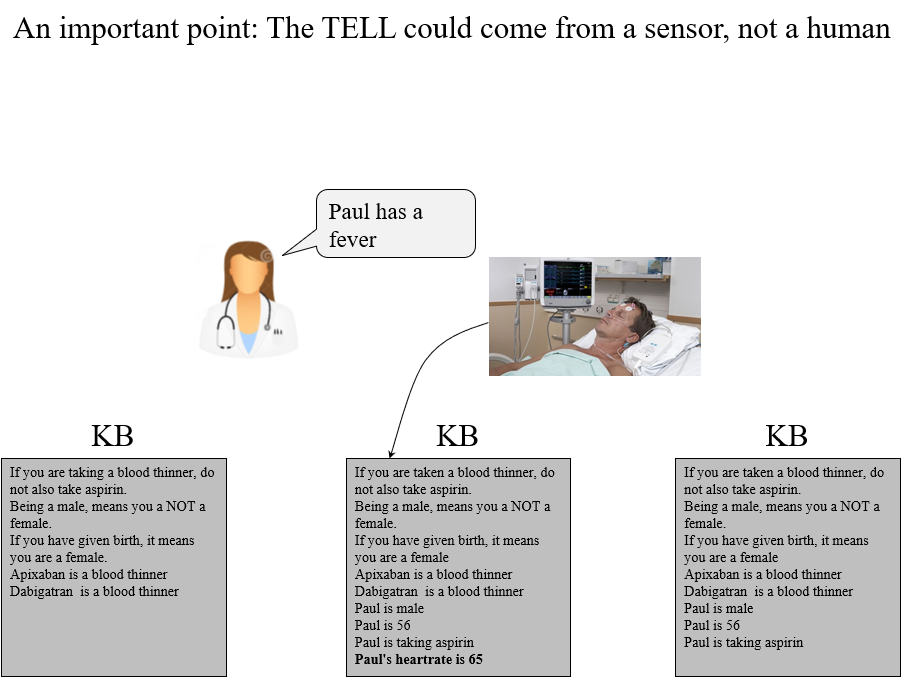 An important point: The TELL could come from a sensor, not a human
Paul has a
fever
KB
If you are taking a blood thinner, do
not also take aspirin.
Being a male, means you a NOT a
female.
If you have given birth, it means
you are a female.
Apixaban is a blood thinner
Dabigatran  is a blood thinner
KB
If you are taken a blood thinner, do
not also take aspirin.
Being a male, means you a NOT a
female.
If you have given birth, it means
you are a female
Apixaban is a blood thinner
Dabigatran  is a blood thinner
Paul is male
Paul is 56
Paul is taking aspirin
Paul's heartrate is 65
KB
If you are taken a blood thinner, do
not also take aspirin.
Being a male, means you a NOT a
female.
If you have given birth, it means
you are a female
Apixaban is a blood thinner
Dabigatran  is a blood thinner
Paul is male
Paul is 56
Paul is taking aspirin